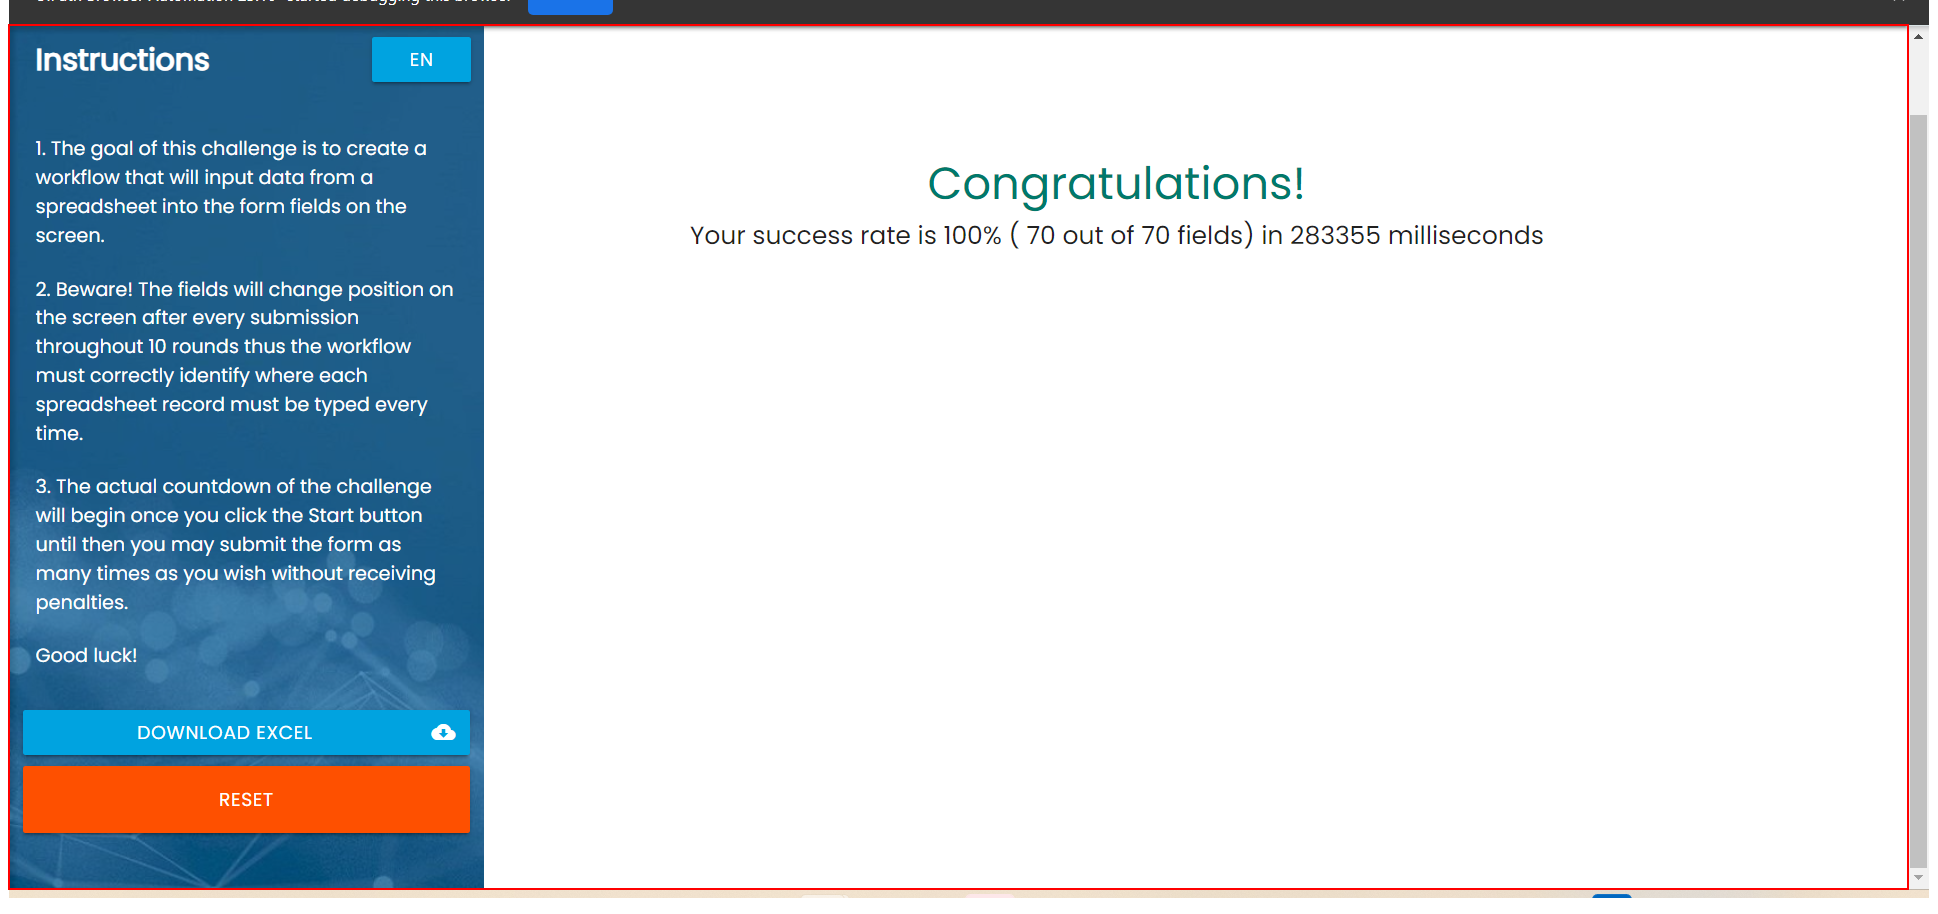 Instructions
EN
1. The goal of this challenge is to create a
workflow that will input data from a
spreadsheet into the form fields on the
screen.
2. Beware! The fields will change position on
the screen after every submission
throughout 10 rounds thus the workflow
must correctly identify where each
spreadsheet record must be typed every
time.
3. The actual countdown of the challenge
will begin once you click the Start button
until then you may submit the form as
many times as you wish without receiving
penalties.
Good luck!
DOWNLOAD EXCEL
RESET
Congratulations!
Your success rate is 100% ( 70 out of 70 fields) in 283355 milliseconds